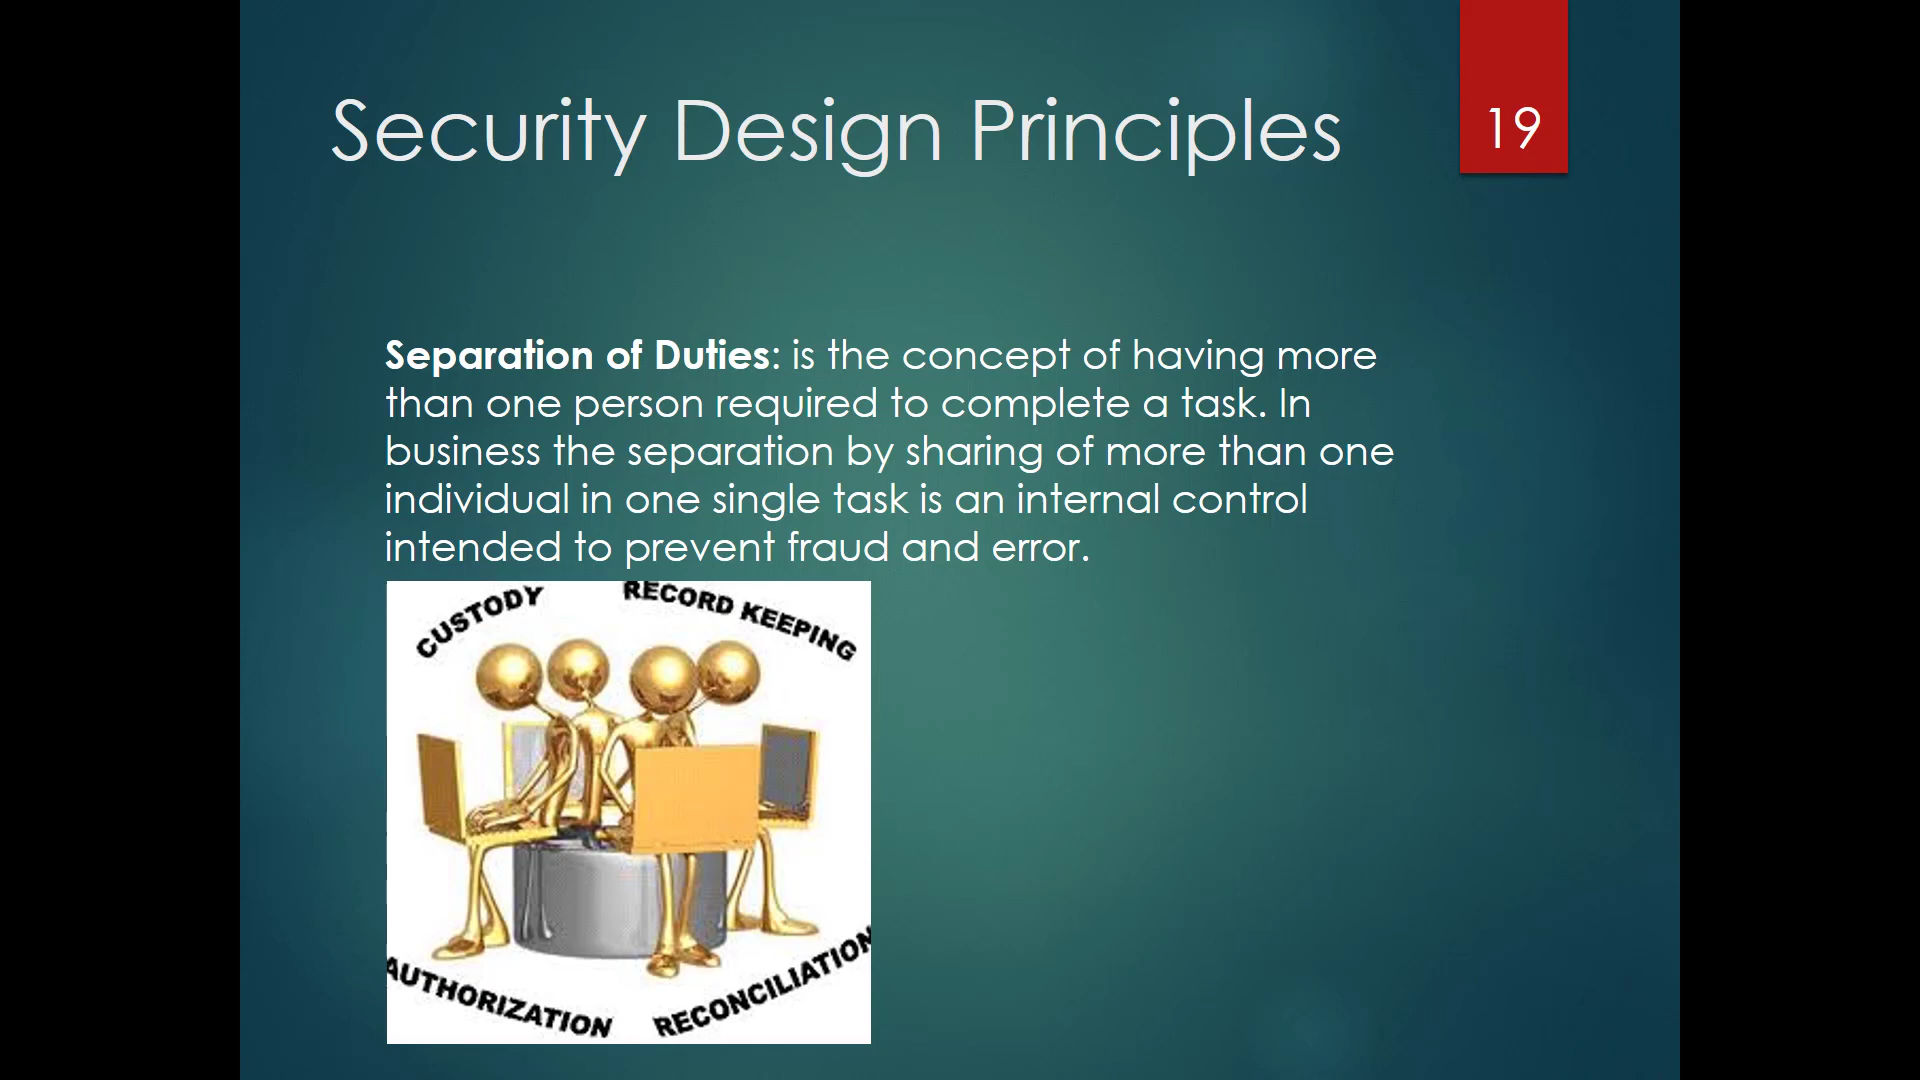 Security Design Principles
19
Separation of Duties: is the concept of having more
than one person required to complete a task. In
business the separation by sharing of more than one
individual in one single task is an internal control
intended to prevent fraud and error.
CUSTODY
RECORD KEEPING
AUTHORIZATION
RECONCILIATION